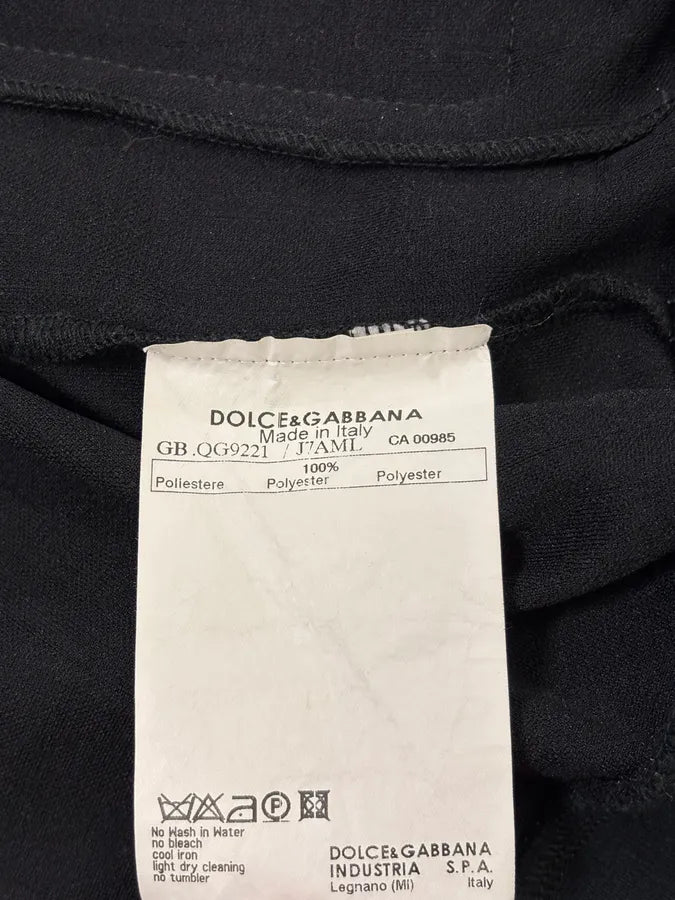 DOLCE&GABBANA
Made in Italy
GB.QG9221 / J7AML CA 00985
100%
Poliestere Polyester Polyester
No Wash in Water
no bleach
cool iron
light dry cleaning
no tumbler
DOLCE&GABBANA
INDUSTRIA S.P.A.
Legnano (Mi) Italy